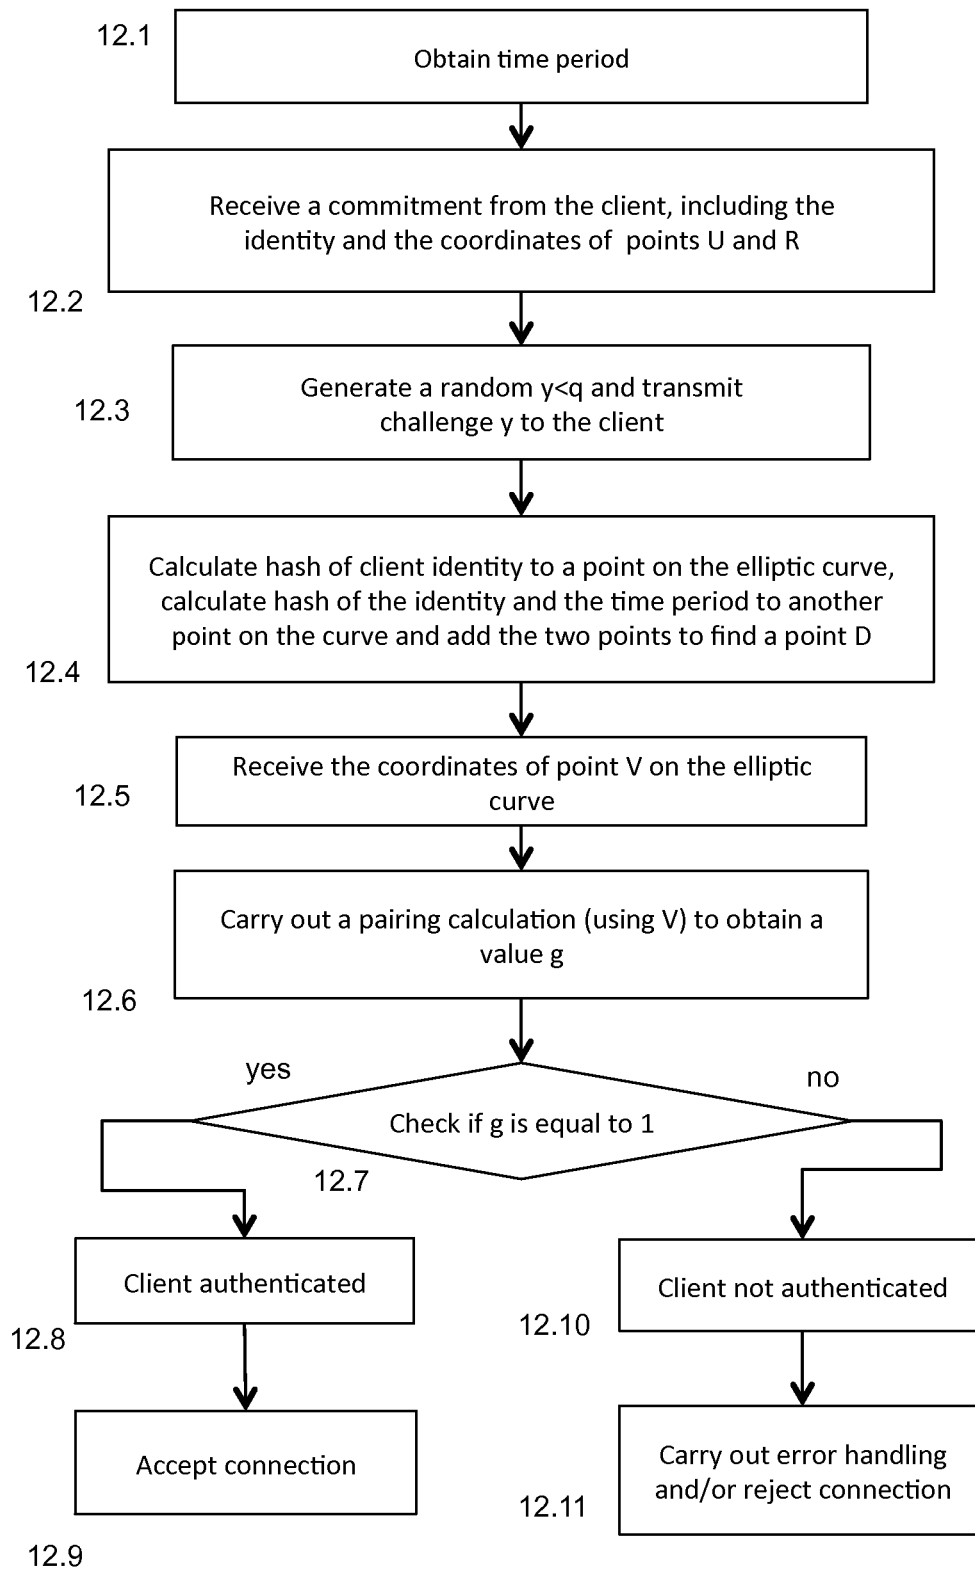 12.1
Obtain time period
Receive a commitment from the client, including the
identity and the coordinates of points U and R
12.2
Generate a random y<q and transmit
challenge y to the client
12.3
Calculate hash of client identity to a point on the elliptic curve,
calculate hash of the identity and the time period to another
point on the curve and add the two points to find a point D
12.4
Receive the coordinates of point V on the elliptic
curve
12.5
Carry out a pairing calculation (using V) to obtain a
value g
12.6
yes
no
Check if g is equal to 1
12.7
Client authenticated
12.8
Client not authenticated
12.10
Accept connection
12.9
Carry out error handling
and/or reject connection
12.11